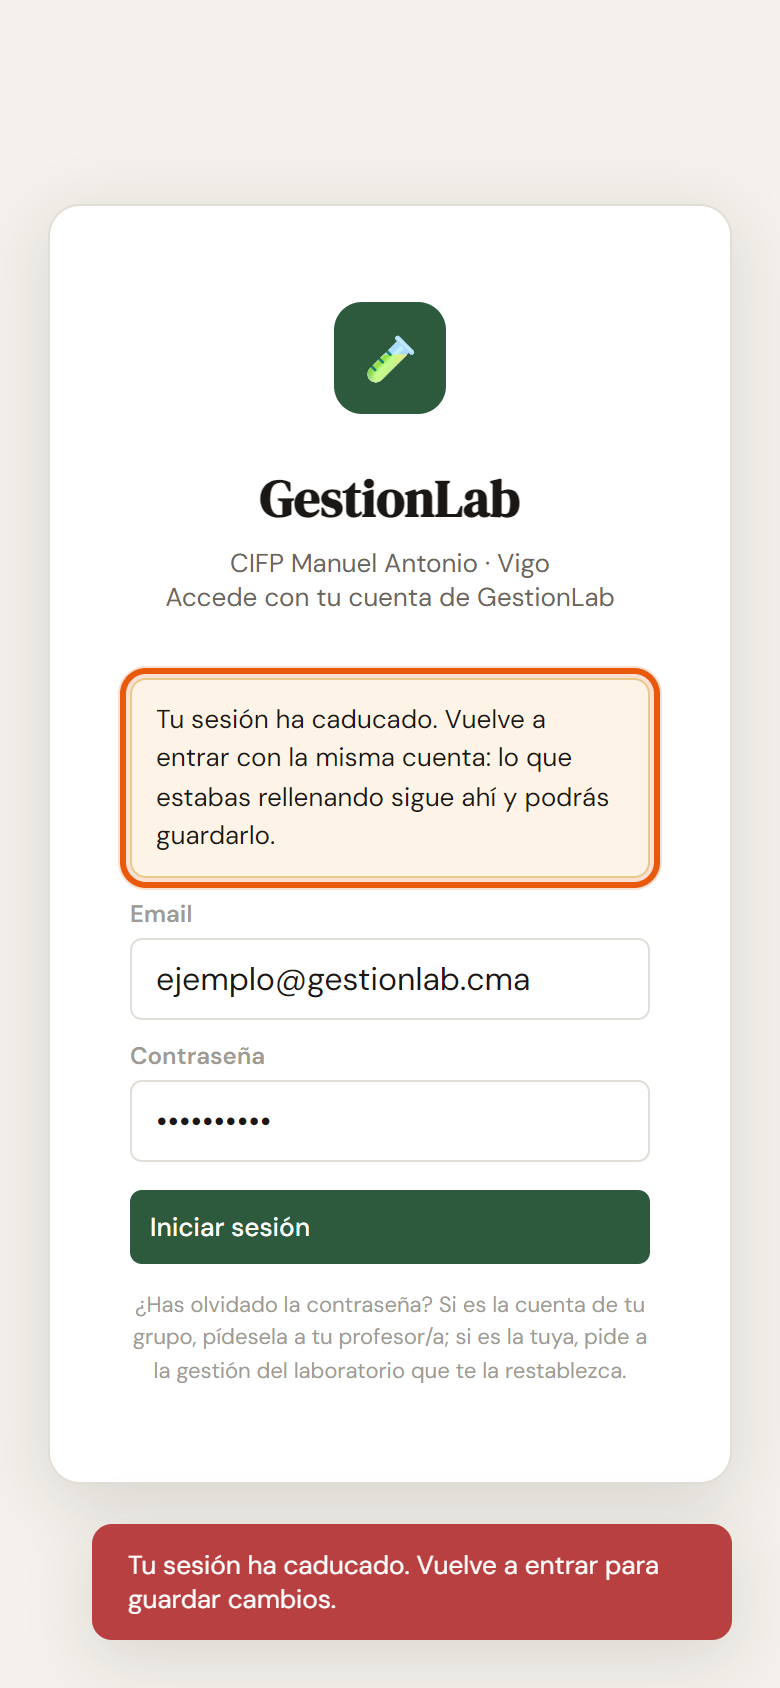 GestionLab
CIFP Manuel Antonio · Vigo
Accede con tu cuenta de GestionLab
Tu sesión ha caducado. Vuelve a
entrar con la misma cuenta: lo que
estabas rellenando sigue ahí y podrás
guardarlo.
Email
ejemplo@gestionlab.cma
Contraseña
••••••••••
Iniciar sesión
¿Has olvidado la contraseña? Si es la cuenta de tu
grupo, pídesela a tu profesor/a; si es la tuya, pide a
la gestión del laboratorio que te la restablezca.
Tu sesión ha caducado. Vuelve a entrar para
guardar cambios.